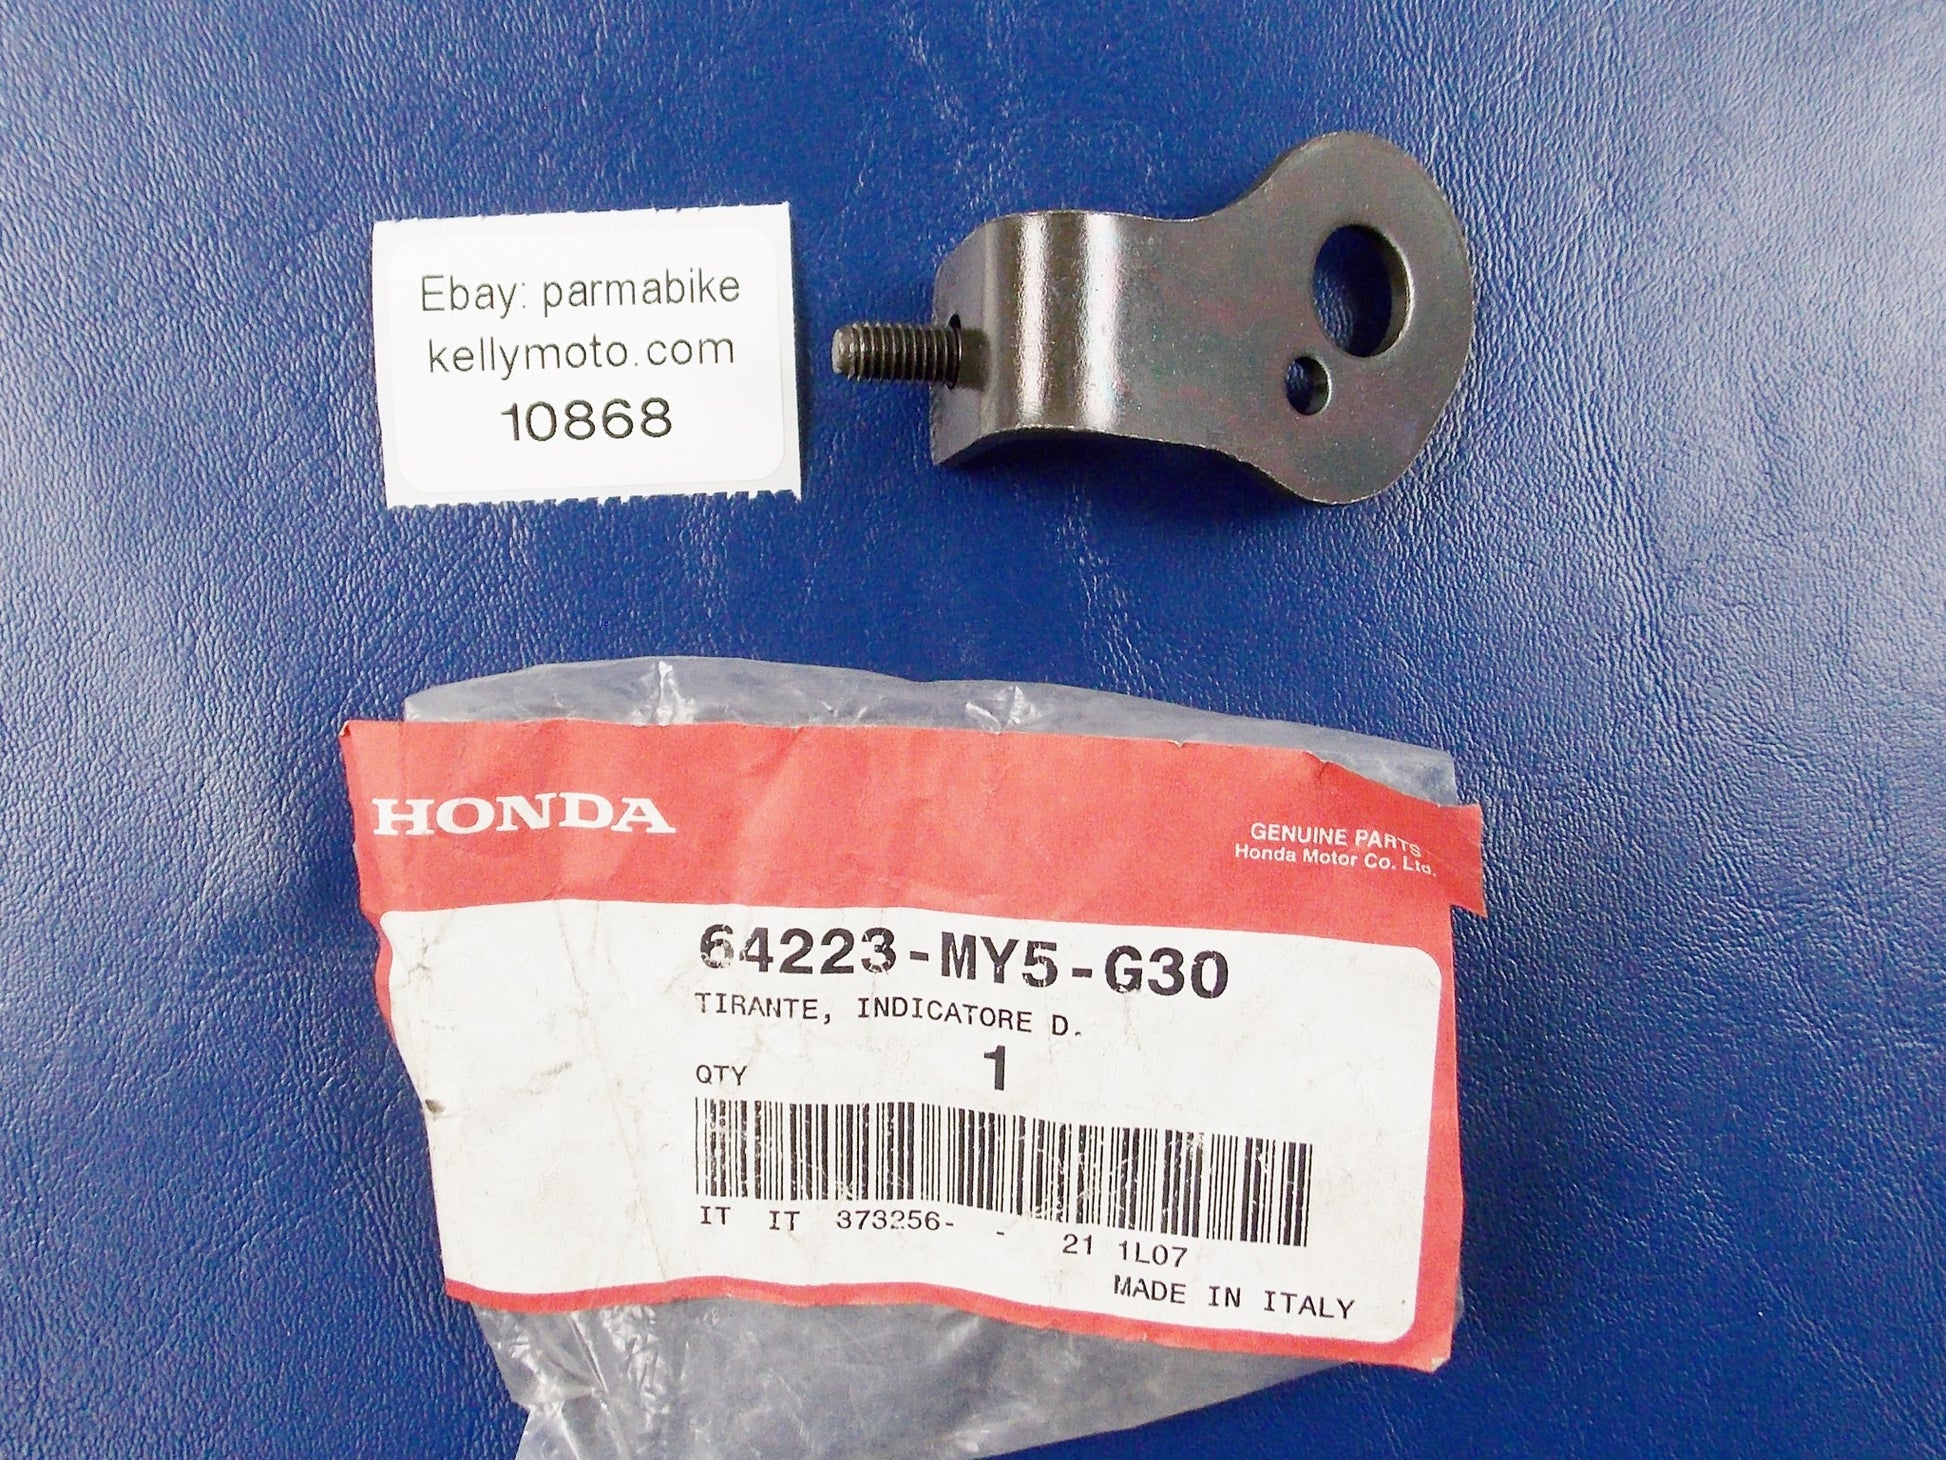 Ebay: parmabike
kellymoto.com
10868
HONDA
GENUINE PARTS
Honda Motor Co. Ltd.
64223-MY5-G30
TIRANTE, INDICATORE D.
QTY 1
IT IT 373256- - 21 1L07
MADE IN ITALY